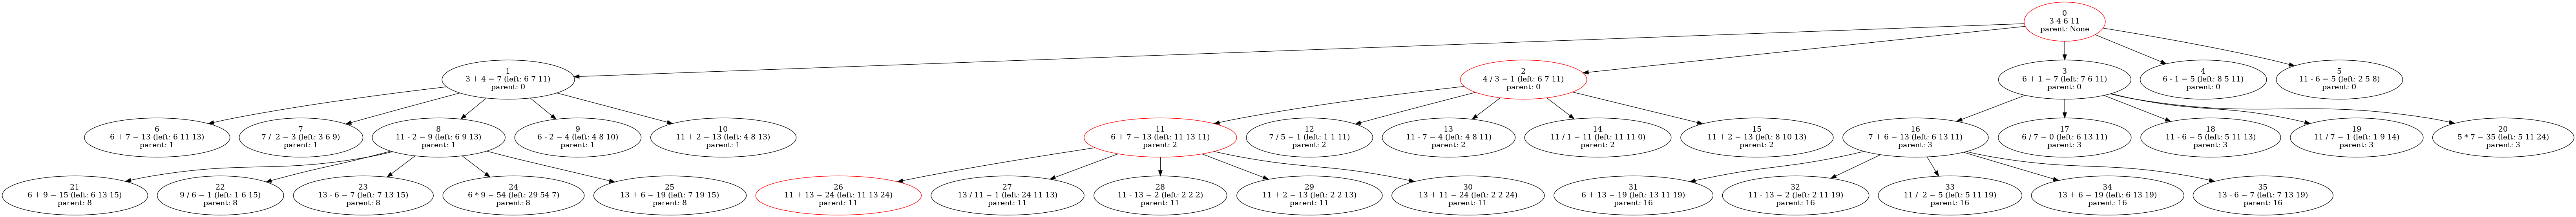 0
3 4 6 11
parent: None
1
3 + 4 = 7 (left: 6 7 11)
parent: 0
2
4 / 3 = 1 (left: 6 7 11)
parent: 0
3
6 + 1 = 7 (left: 7 6 11)
parent: 0
4
6 - 1 = 5 (left: 8 5 11)
parent: 0
5
11 - 6 = 5 (left: 2 5 8)
parent: 0
6
6 + 7 = 13 (left: 6 11 13)
parent: 1
7
7 / 2 = 3 (left: 3 6 9)
parent: 1
8
11 - 2 = 9 (left: 6 9 13)
parent: 1
9
6 - 2 = 4 (left: 4 8 10)
parent: 1
10
11 + 2 = 13 (left: 4 8 13)
parent: 1
11
6 + 7 = 13 (left: 11 13 11)
parent: 2
12
7 / 5 = 1 (left: 1 1 11)
parent: 2
13
11 - 7 = 4 (left: 4 8 11)
parent: 2
14
11 / 1 = 11 (left: 11 11 0)
parent: 2
15
11 + 2 = 13 (left: 8 10 13)
parent: 2
16
7 + 6 = 13 (left: 6 13 11)
parent: 3
17
6 / 7 = 0 (left: 6 13 11)
parent: 3
18
11 - 6 = 5 (left: 5 11 13)
parent: 3
19
11 / 7 = 1 (left: 1 9 14)
parent: 3
20
5 * 7 = 35 (left: 5 11 24)
parent: 3
21
6 + 9 = 15 (left: 6 13 15)
parent: 8
22
9 / 6 = 1 (left: 1 6 15)
parent: 8
23
13 - 6 = 7 (left: 7 13 15)
parent: 8
24
6 * 9 = 54 (left: 29 54 7)
parent: 8
25
13 + 6 = 19 (left: 7 19 15)
parent: 8
26
11 + 13 = 24 (left: 11 13 24)
parent: 11
27
13 / 11 = 1 (left: 24 11 13)
parent: 11
28
11 - 13 = 2 (left: 2 2 2)
parent: 11
29
11 + 2 = 13 (left: 2 2 13)
parent: 11
30
13 + 11 = 24 (left: 2 2 24)
parent: 11
31
6 + 13 = 19 (left: 13 11 19)
parent: 16
32
11 - 13 = 2 (left: 2 11 19)
parent: 16
33
11 / 2 = 5 (left: 5 11 19)
parent: 16
34
13 + 6 = 19 (left: 6 13 19)
parent: 16
35
13 - 6 = 7 (left: 7 13 19)
parent: 16